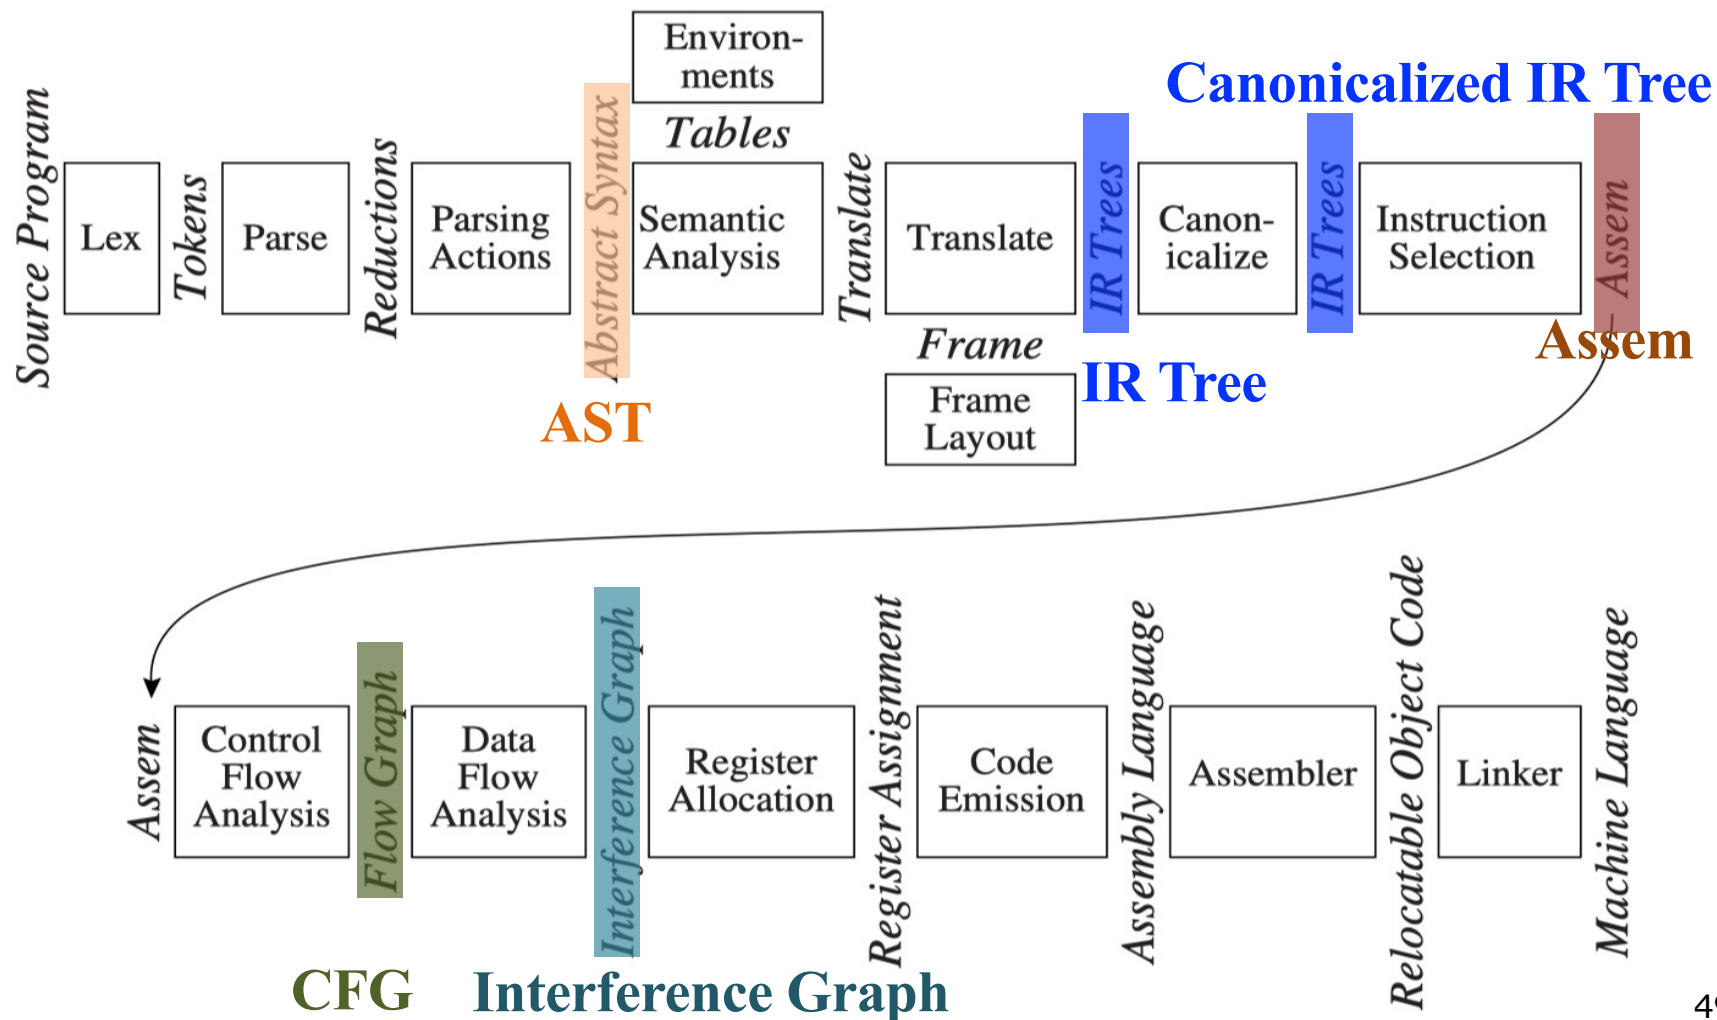 Environ-
ments
Canonicalized IR Tree
Tables
Source Program
Lex
Tokens
Parse
Reductions
Parsing
Actions
Abstract Syntax
Semantic
Analysis
Translate
Translate
IR Trees
Canon-
icalize
IR Trees
Instruction
Selection
Assem
Assem
Frame
IR Tree
Frame
Layout
AST
Assem
Control
Flow
Analysis
Flow Graph
Data
Flow
Analysis
Interference Graph
Register
Allocation
Register Assignment
Code
Emission
Assembly Language
Assembler
Relocatable Object Code
Linker
Machine Language
CFG
Interference Graph